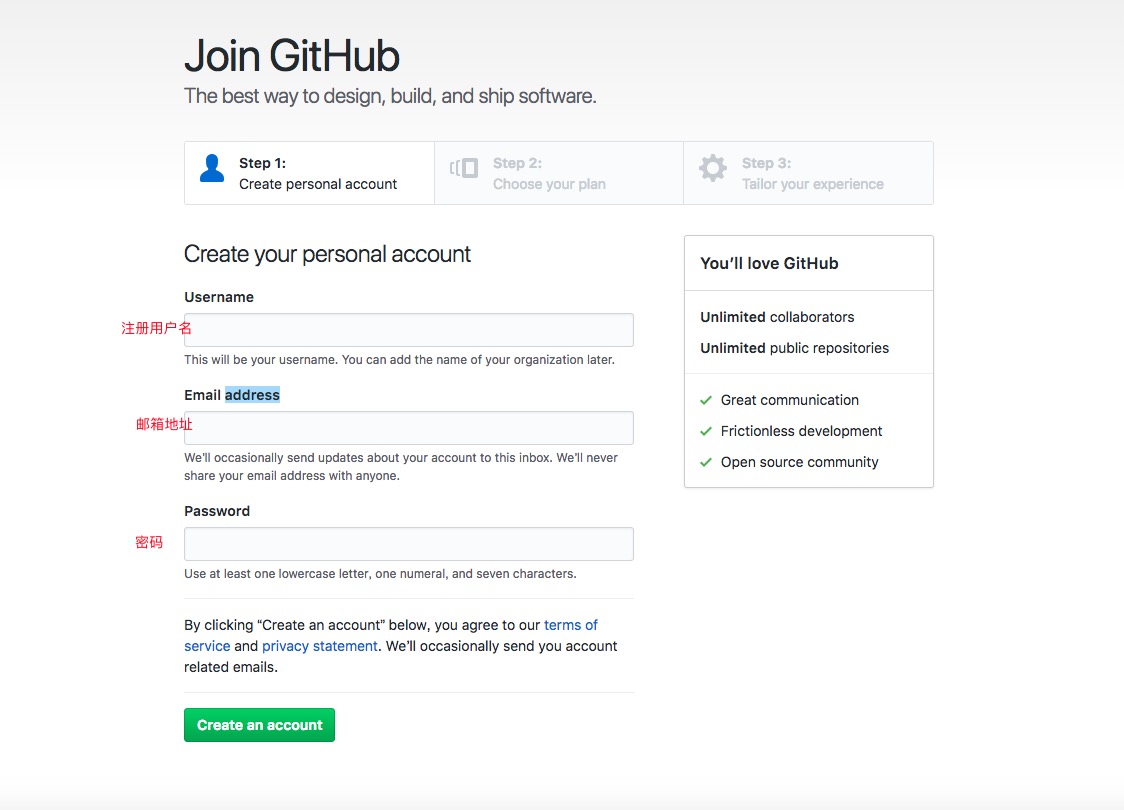 Join GitHub
The best way to design, build, and ship software.
Step 1:
Create personal account
Step 2:
Choose your plan
Step 3:
Tailor your experience
Create your personal account
Username
注册用户名
This will be your username. You can add the name of your organization later.
Email address
邮箱地址
We'll occasionally send updates about your account to this inbox. We'll never
share your email address with anyone.
Password
密码
Use at least one lowercase letter, one numeral, and seven characters.
By clicking “Create an account” below, you agree to our terms of
service and privacy statement. We'll occasionally send you account
related emails.
Create an account
You'll love GitHub
Unlimited collaborators
Unlimited public repositories
Great communication
Frictionless development
Open source community